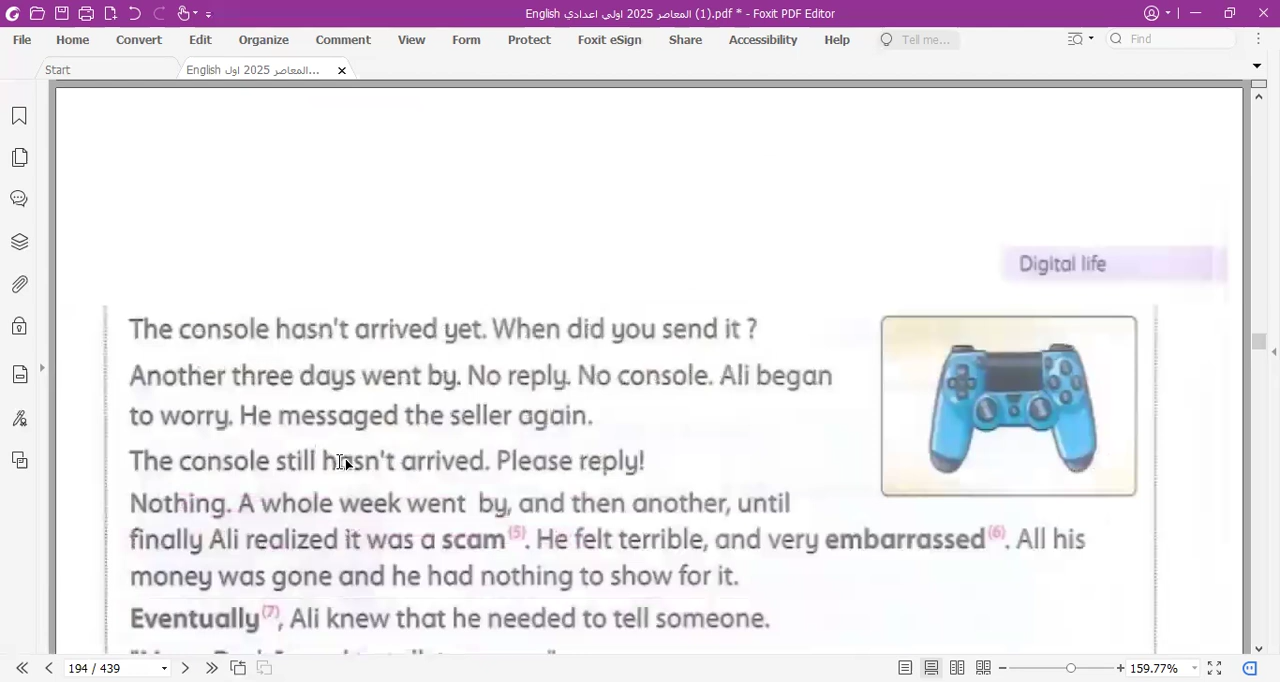 English المعاصر 2025 اولي اعدادي (1).pdf * - Foxit PDF Editor
File Home Convert Edit Organize Comment View Form Protect Foxit eSign Share Accessibility Help Tell me... Find
Start English المعاصر 2025 اول...
Digital life
The console hasn't arrived yet. When did you send it ?
Another three days went by. No reply. No console. Ali began
to worry. He messaged the seller again.
The console still hasn't arrived. Please reply!
Nothing. A whole week went by, and then another, until
finally Ali realized it was a scam(5). He felt terrible, and very embarrassed(6). All his
money was gone and he had nothing to show for it.
Eventually(7), Ali knew that he needed to tell someone.
194 / 439 159.77%